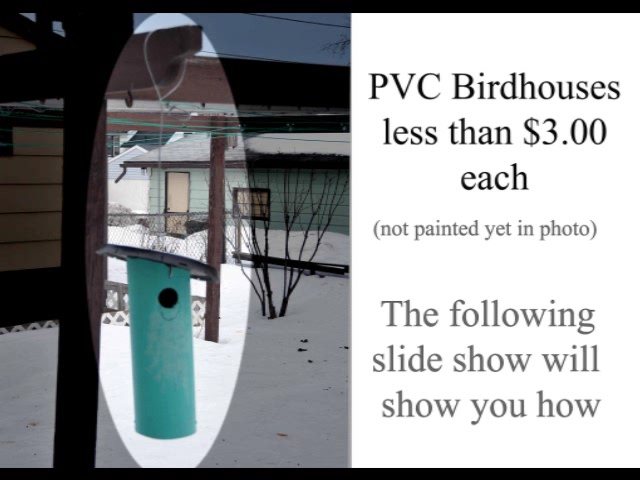 PVC Birdhouses
less than $3.00
each
(not painted yet in photo)
The following
slide show will
show you how